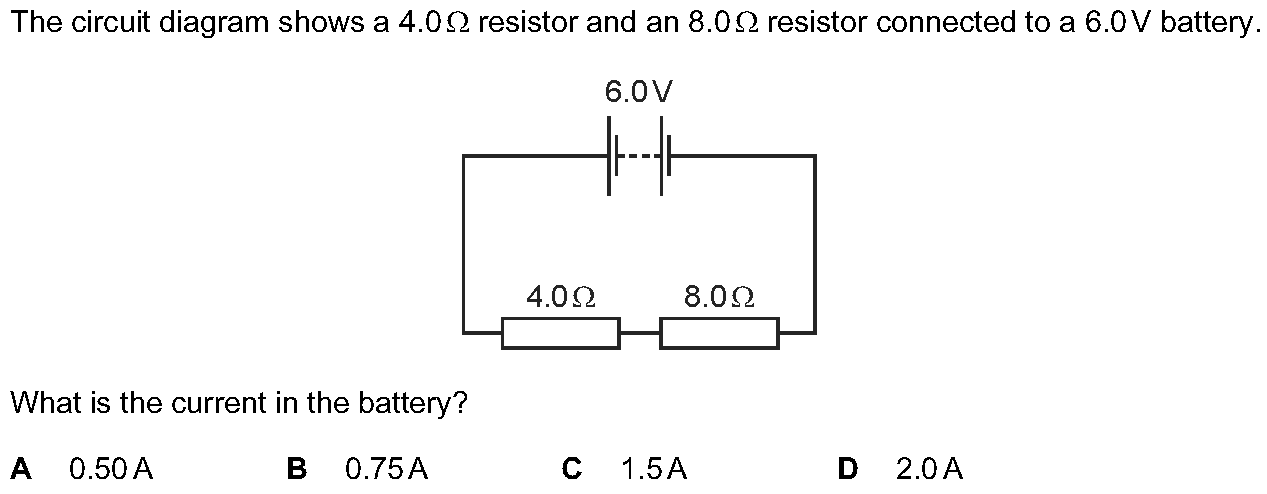 The circuit diagram shows a 4.0Ω resistor and an 8.0Ω resistor connected to a 6.0V battery.
6.0V
4.0Ω 8.0Ω
What is the current in the battery?
A 0.50A B 0.75A C 1.5A D 2.0A